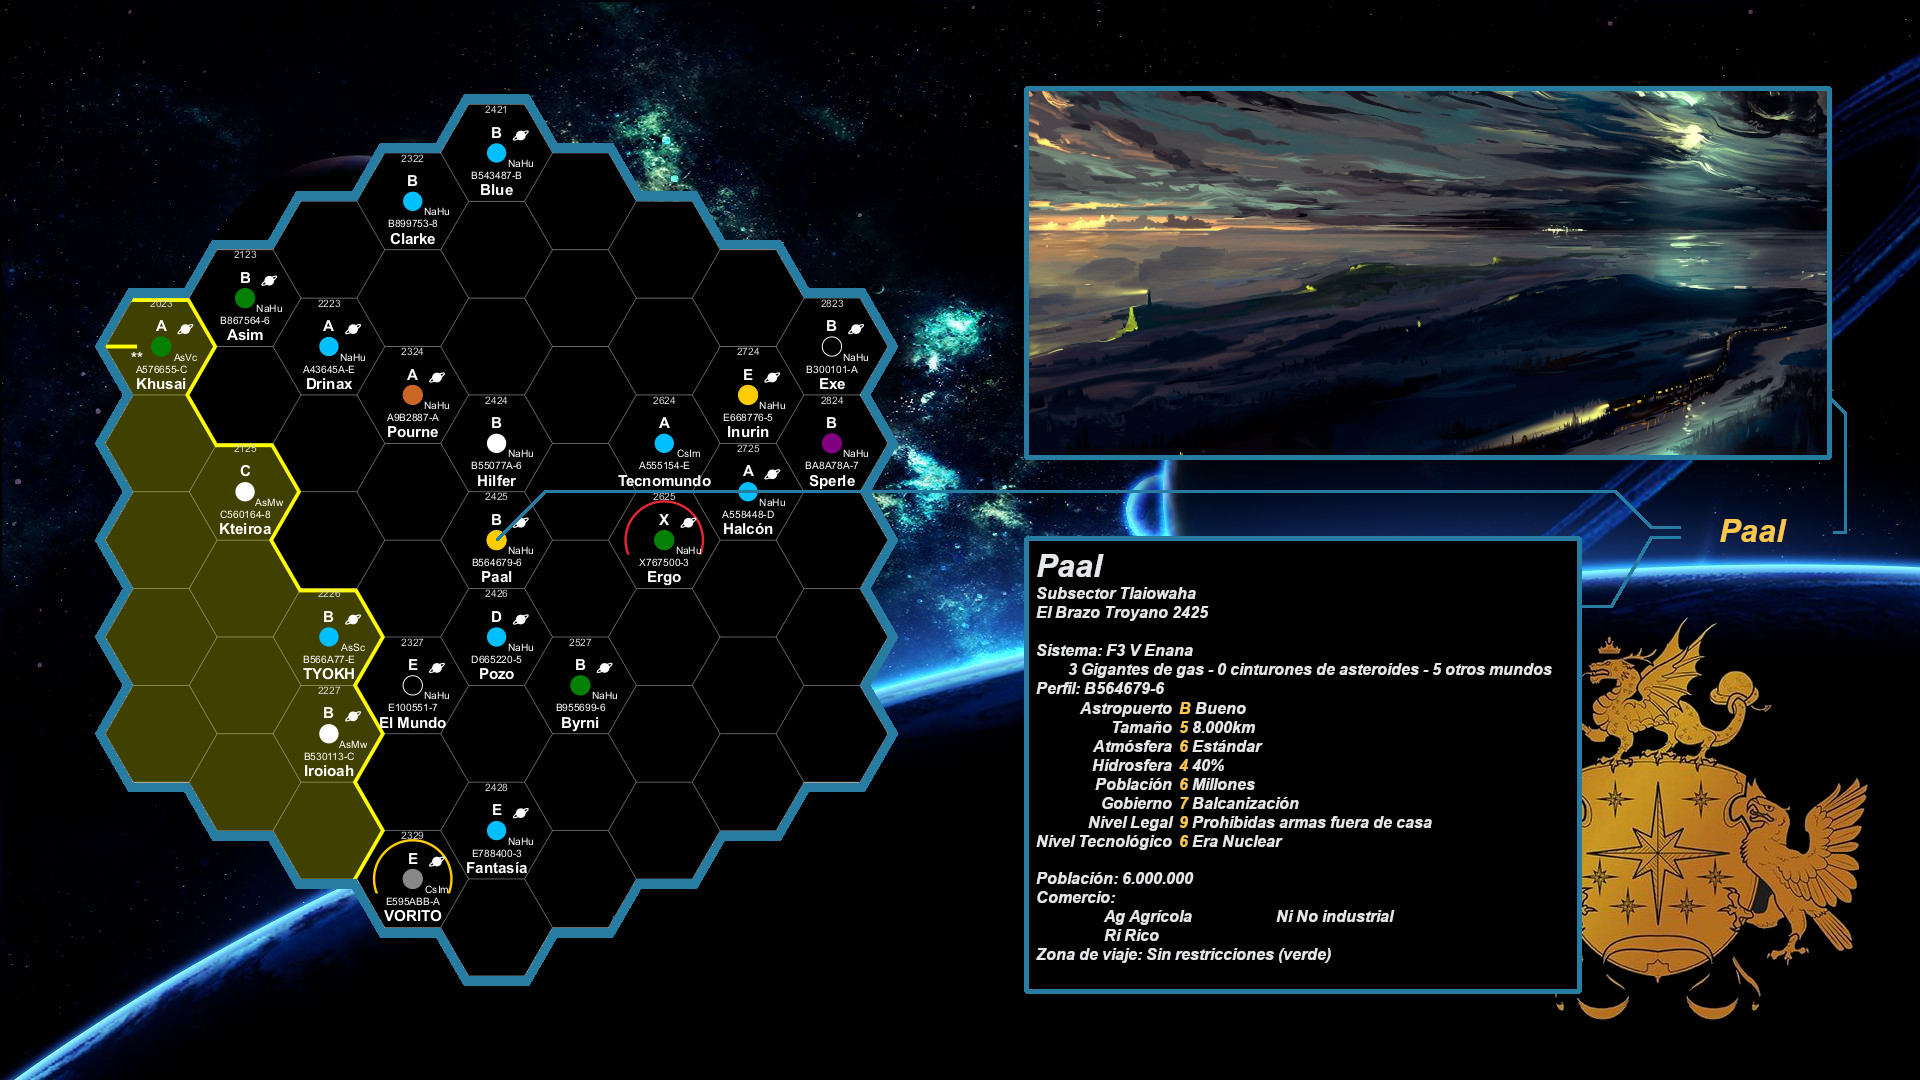 2421
B
NaHu
B543487-B
Blue
2322
B
NaHu
B899753-8
Clarke
2123
B
NaHu
B867564-6
Asim
2023
A
** AsVc
A576655-C
Khusai
2223
A
NaHu
A43645A-E
Drinax
2823
B
NaHu
B300101-A
Exe
2324
A
NaHu
A9B2887-A
Pourne
2724
E
NaHu
E668776-5
Inurin
2424
B
NaHu
B55077A-6
Hilfer
2624
A
CsIm
A555154-E
Tecnomundo
2824
B
NaHu
BA8A78A-7
Sperle
2125
C
AsMw
C560164-8
Kteiroa
2725
A
NaHu
A558448-D
Halcón
2425
B
NaHu
B564679-6
Paal
2625
X
NaHu
X767500-3
Ergo
2226
B
AsSc
B566A77-E
TYOKH
2426
D
NaHu
D665220-5
Pozo
2327
E
NaHu
E100551-7
El Mundo
2527
B
NaHu
B955699-6
Byrni
2227
B
AsMw
B530113-C
Iroioah
2428
E
NaHu
E788400-3
Fantasía
2329
E
CsIm
E595ABB-A
VORITO
Paal
Paal
Subsector Tlaiowaha
El Brazo Troyano 2425
Sistema: F3 V Enana
3 Gigantes de gas - 0 cinturones de asteroides - 5 otros mundos
Perfil: B564679-6
Astropuerto B Bueno
Tamaño 5 8.000km
Atmósfera 6 Estándar
Hidrosfera 4 40%
Población 6 Millones
Gobierno 7 Balcanización
Nivel Legal 9 Prohibidas armas fuera de casa
Nivel Tecnológico 6 Era Nuclear
Población: 6.000.000
Comercio:
Ag Agrícola Ni No industrial
Ri Rico
Zona de viaje: Sin restricciones (verde)